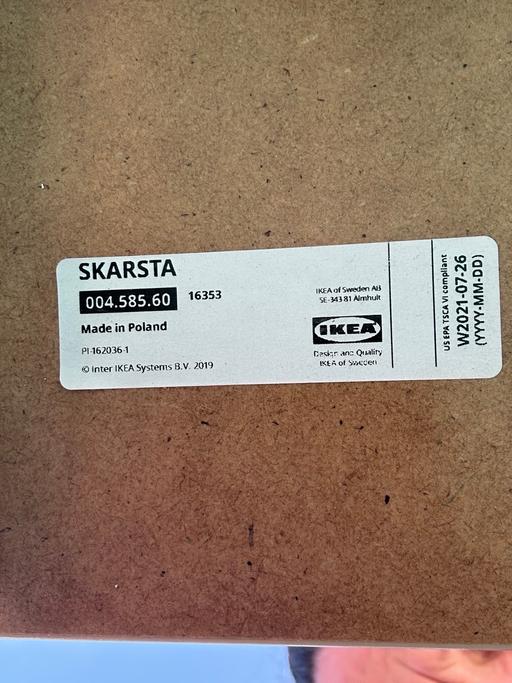 SKARSTA
004.585.60 16353
Made in Poland
PI-162036-1
© Inter IKEA Systems B.V. 2019
IKEA of Sweden AB
SE-343 81 Älmhult
IKEA
Design and Quality
IKEA of Sweden
US EPA TSCA VI compliant
W2021-07-26
(YYYY-MM-DD)